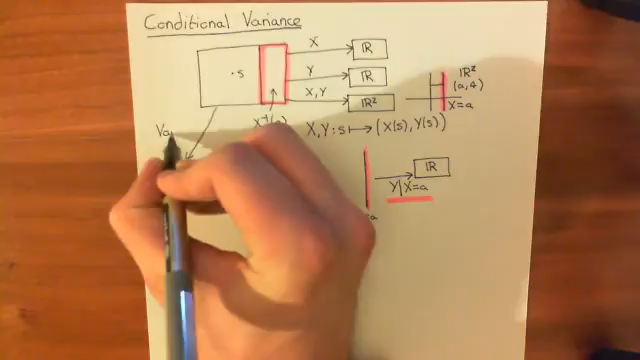 Conditional Variance
X
ℝ
· s
Y
ℝ
X, Y
ℝ²
ℝ²
(a, y)
X=a
X⁻¹(a)
X, Y : s ↦ (X(s), Y(s))
Va
ℝ
Y|X=a
a